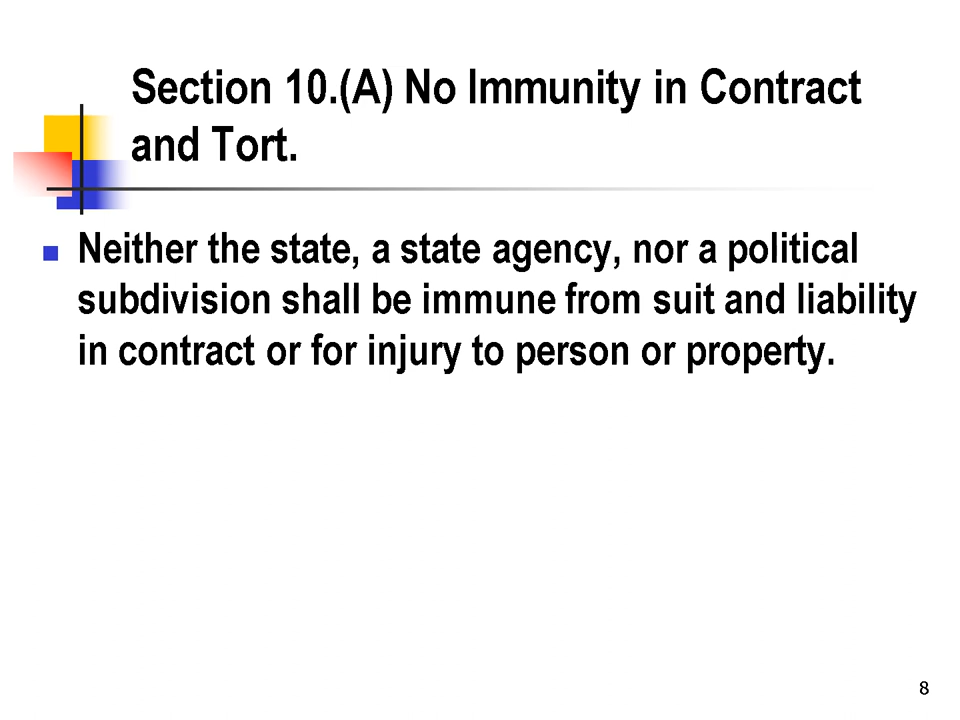 Section 10.(A) No Immunity in Contract
and Tort.
Neither the state, a state agency, nor a political
subdivision shall be immune from suit and liability
in contract or for injury to person or property.
8